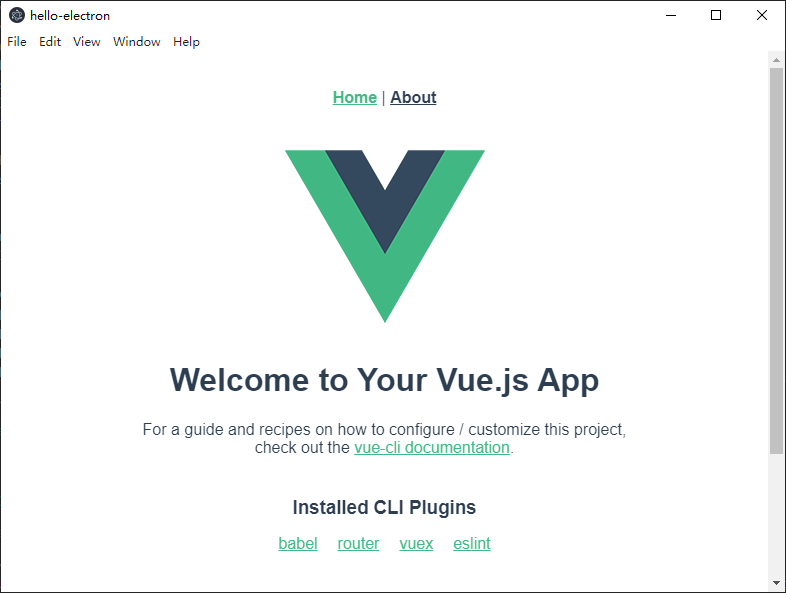 hello-electron
File Edit View Window Help
Home | About
Welcome to Your Vue.js App
For a guide and recipes on how to configure / customize this project,
check out the vue-cli documentation.
Installed CLI Plugins
babel router vuex eslint